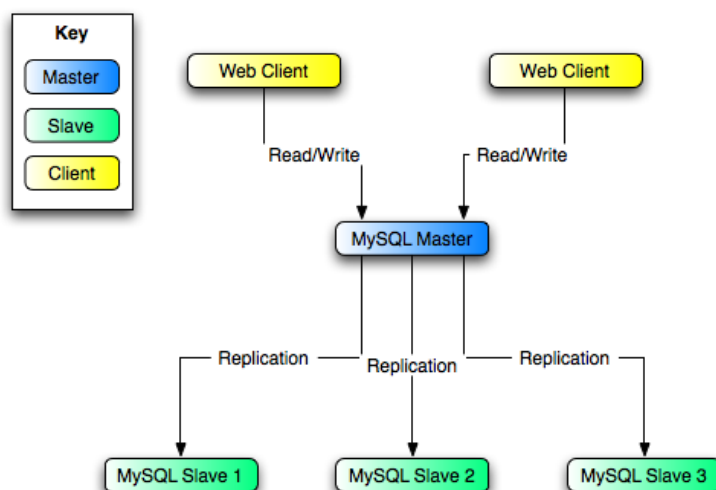 Key
Master
Slave
Client
Web Client
Web Client
Read/Write
Read/Write
MySQL Master
Replication
Replication
Replication
MySQL Slave 1
MySQL Slave 2
MySQL Slave 3